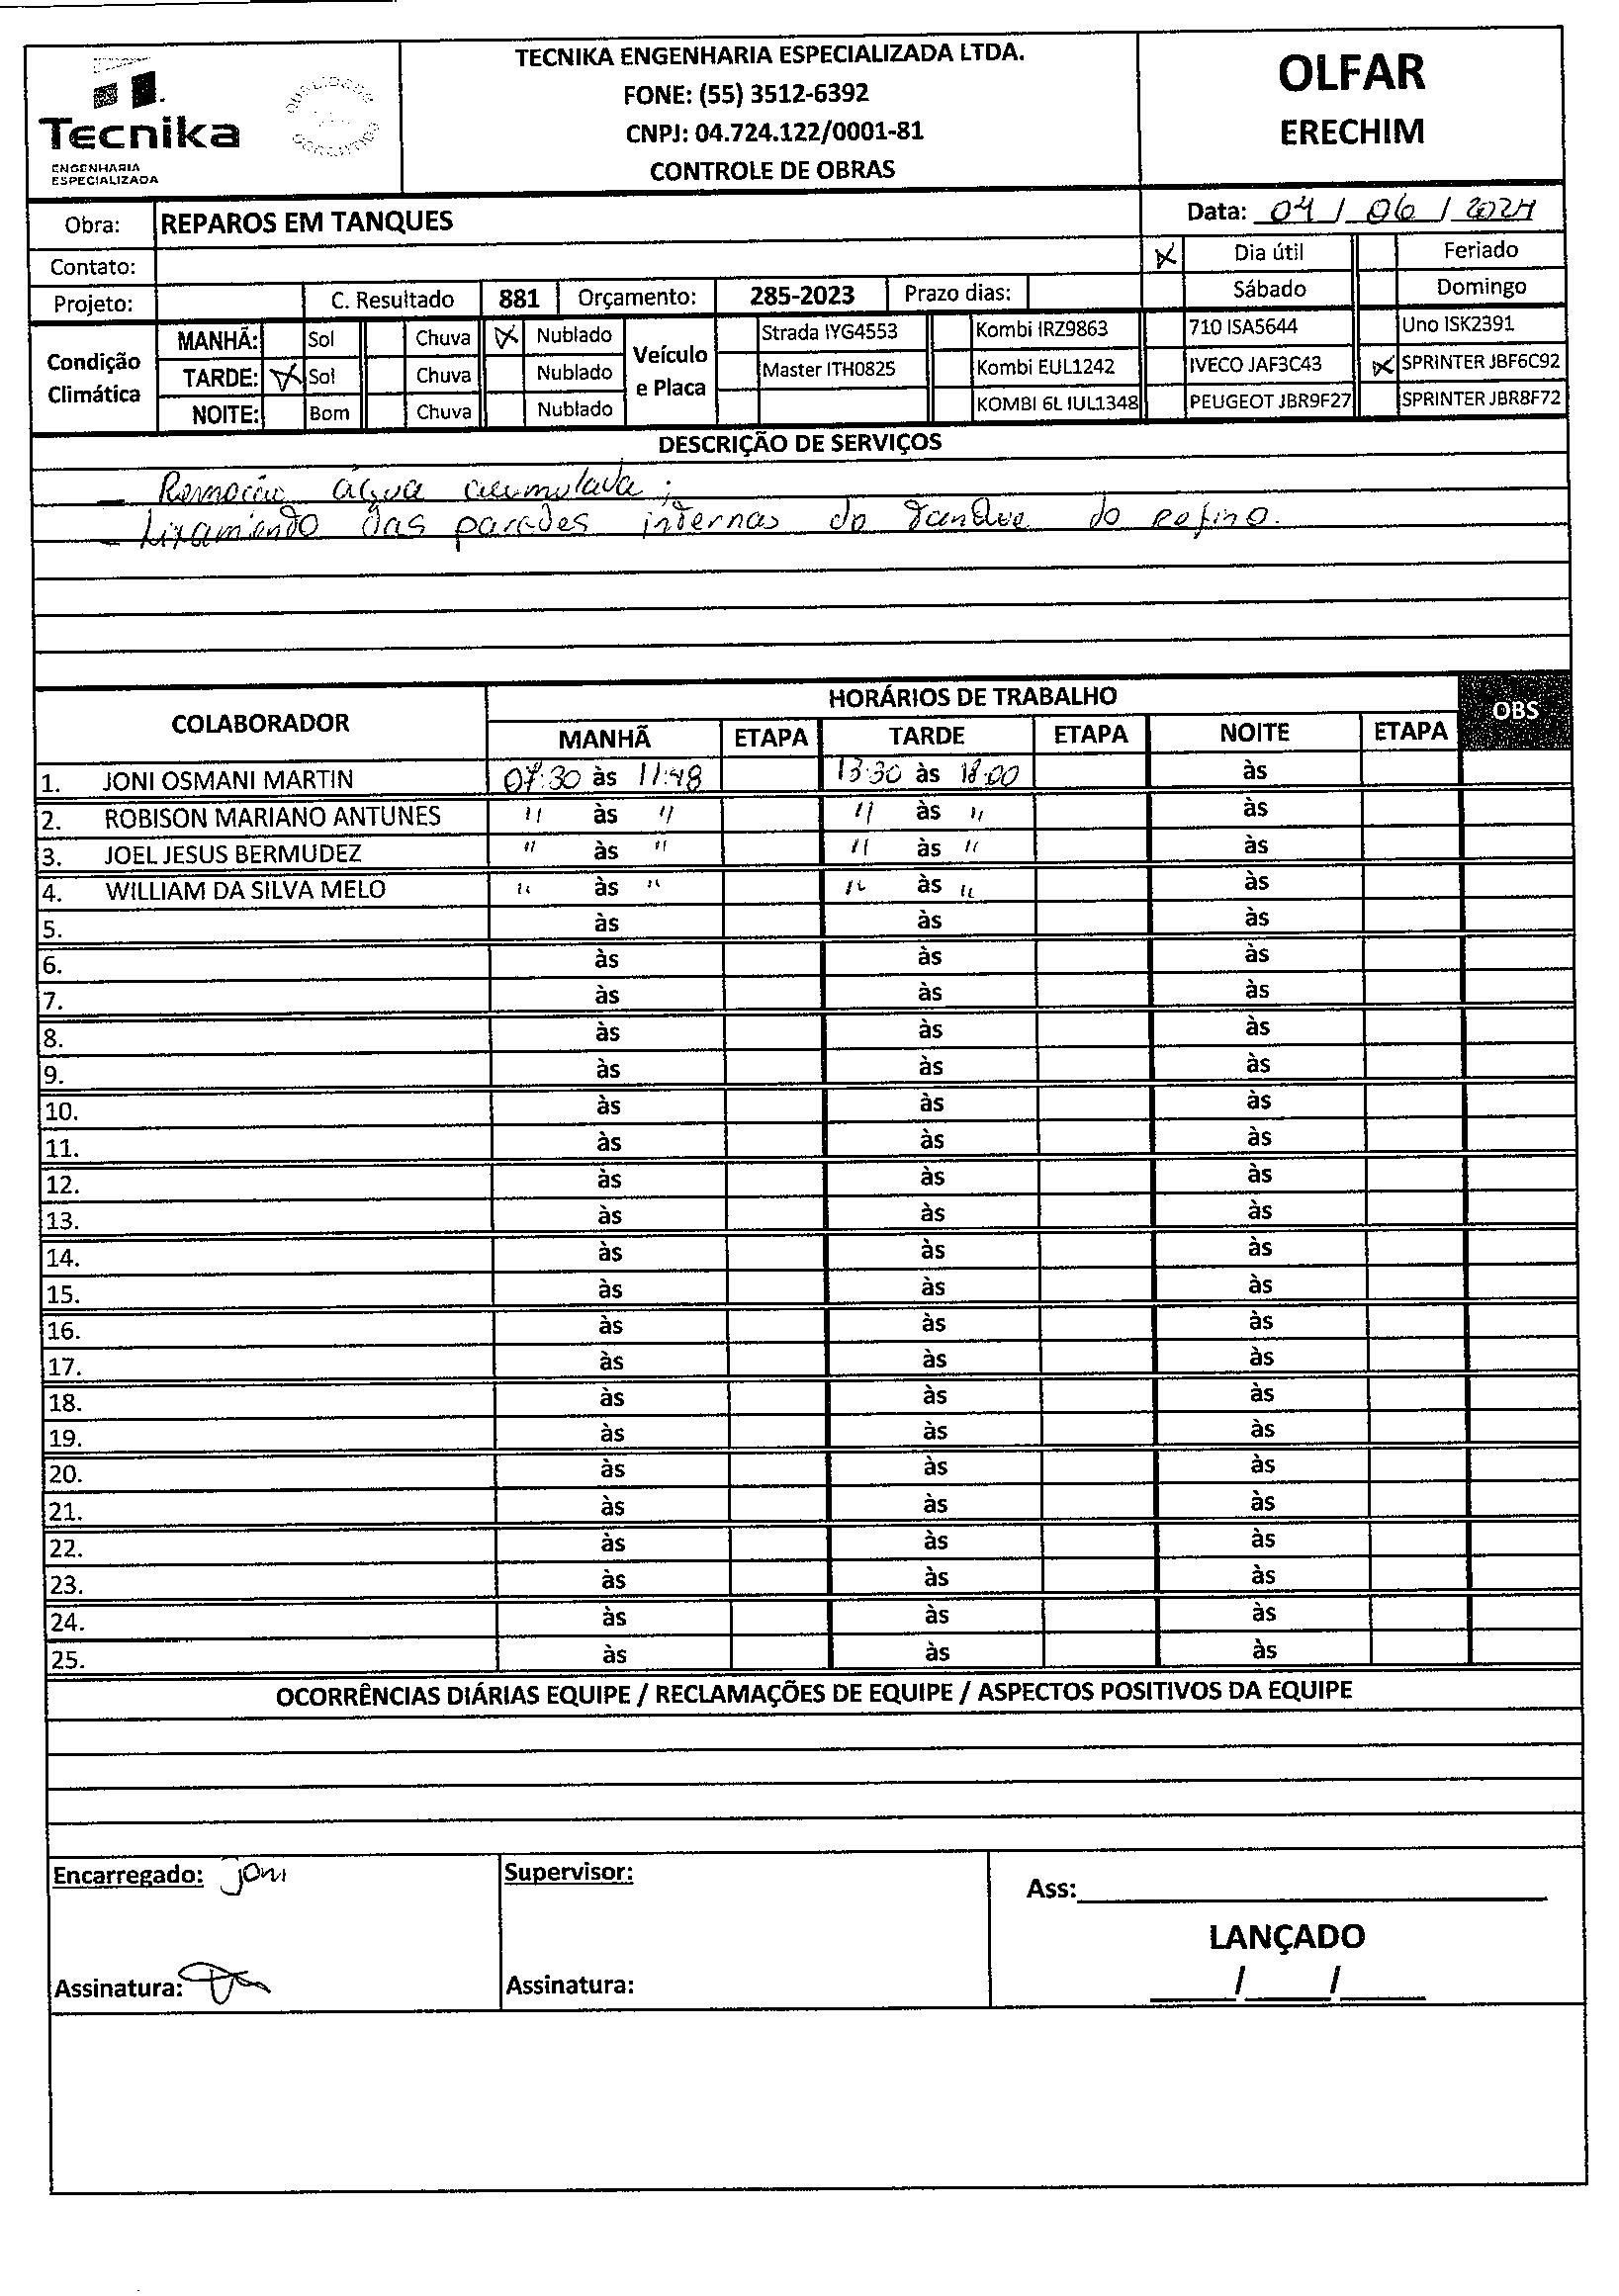 TECNIKA ENGENHARIA ESPECIALIZADA LTDA.
FONE: (55) 3512-6392
CNPJ: 04.724.122/0001-81
CONTROLE DE OBRAS
Tecnika
ENGENHARIA
ESPECIALIZADA
OLFAR
ERECHIM
Obra: REPAROS EM TANQUES
Data: 04 / 06 / 2024
Contato:
Dia útil Feriado
Projeto: C. Resultado 881 Orçamento: 285-2023 Prazo dias:
Sábado Domingo
Condição Climática
MANHÃ: Sol Chuva Nublado
TARDE: Sol Chuva Nublado
NOITE: Bom Chuva Nublado
Veículo e Placa
Strada IYG4553 Kombi IRZ9863 710 ISA5644 Uno ISK2391
Master ITH0825 Kombi EUL1242 IVECO JAF3C43 SPRINTER JBF6C92
KOMBI 6L IUL1348 PEUGEOT JBR9F27 SPRINTER JBR8F72
DESCRIÇÃO DE SERVIÇOS
- Remoção água acumulada;
- Lixamento das paredes internas do Tanque do refino.
COLABORADOR HORÁRIOS DE TRABALHO OBS
MANHÃ ETAPA TARDE ETAPA NOITE ETAPA
1. JONI OSMANI MARTIN 07:30 às 11:48 13:30 às 18:00 às
2. ROBISON MARIANO ANTUNES " às " " às " às
3. JOEL JESUS BERMUDEZ " às " " às " às
4. WILLIAM DA SILVA MELO " às " " às " às
5. às às às
6. às às às
7. às às às
8. às às às
9. às às às
10. às às às
11. às às às
12. às às às
13. às às às
14. às às às
15. às às às
16. às às às
17. às às às
18. às às às
19. às às às
20. às às às
21. às às às
22. às às às
23. às às às
24. às às às
25. às às às
OCORRÊNCIAS DIÁRIAS EQUIPE / RECLAMAÇÕES DE EQUIPE / ASPECTOS POSITIVOS DA EQUIPE
Encarregado: Joni
Supervisor:
Ass:
LANÇADO
Assinatura:
Assinatura:
/ /